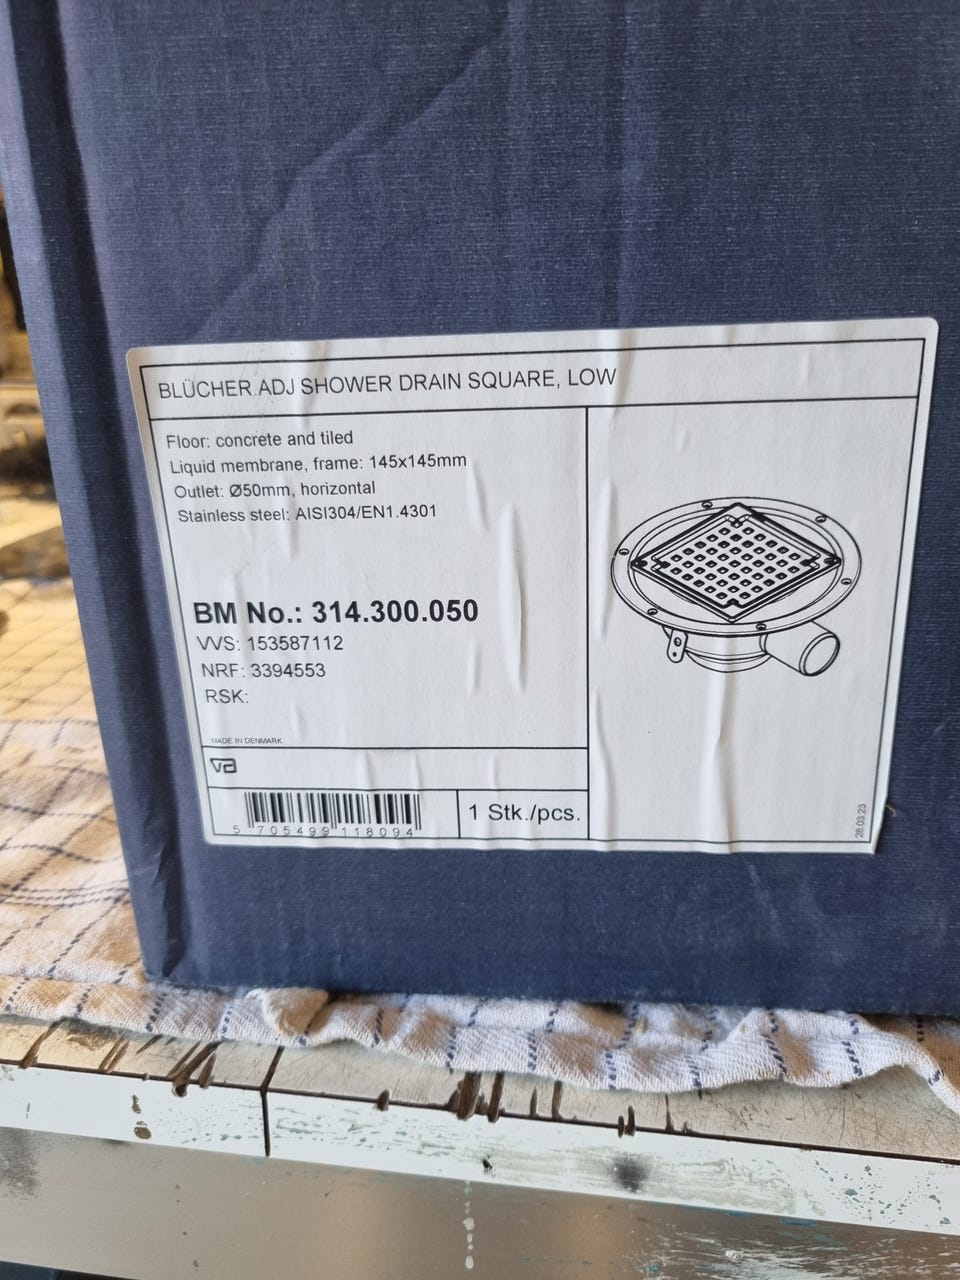 BLÜCHER ADJ SHOWER DRAIN SQUARE, LOW
Floor: concrete and tiled
Liquid membrane, frame: 145x145mm
Outlet: Ø50mm, horizontal
Stainless steel: AISI304/EN1.4301
BM No.: 314.300.050
VVS: 153587112
NRF: 3394553
RSK:
MADE IN DENMARK
va
5 705499 118094
1 Stk./pcs.
28.03.23